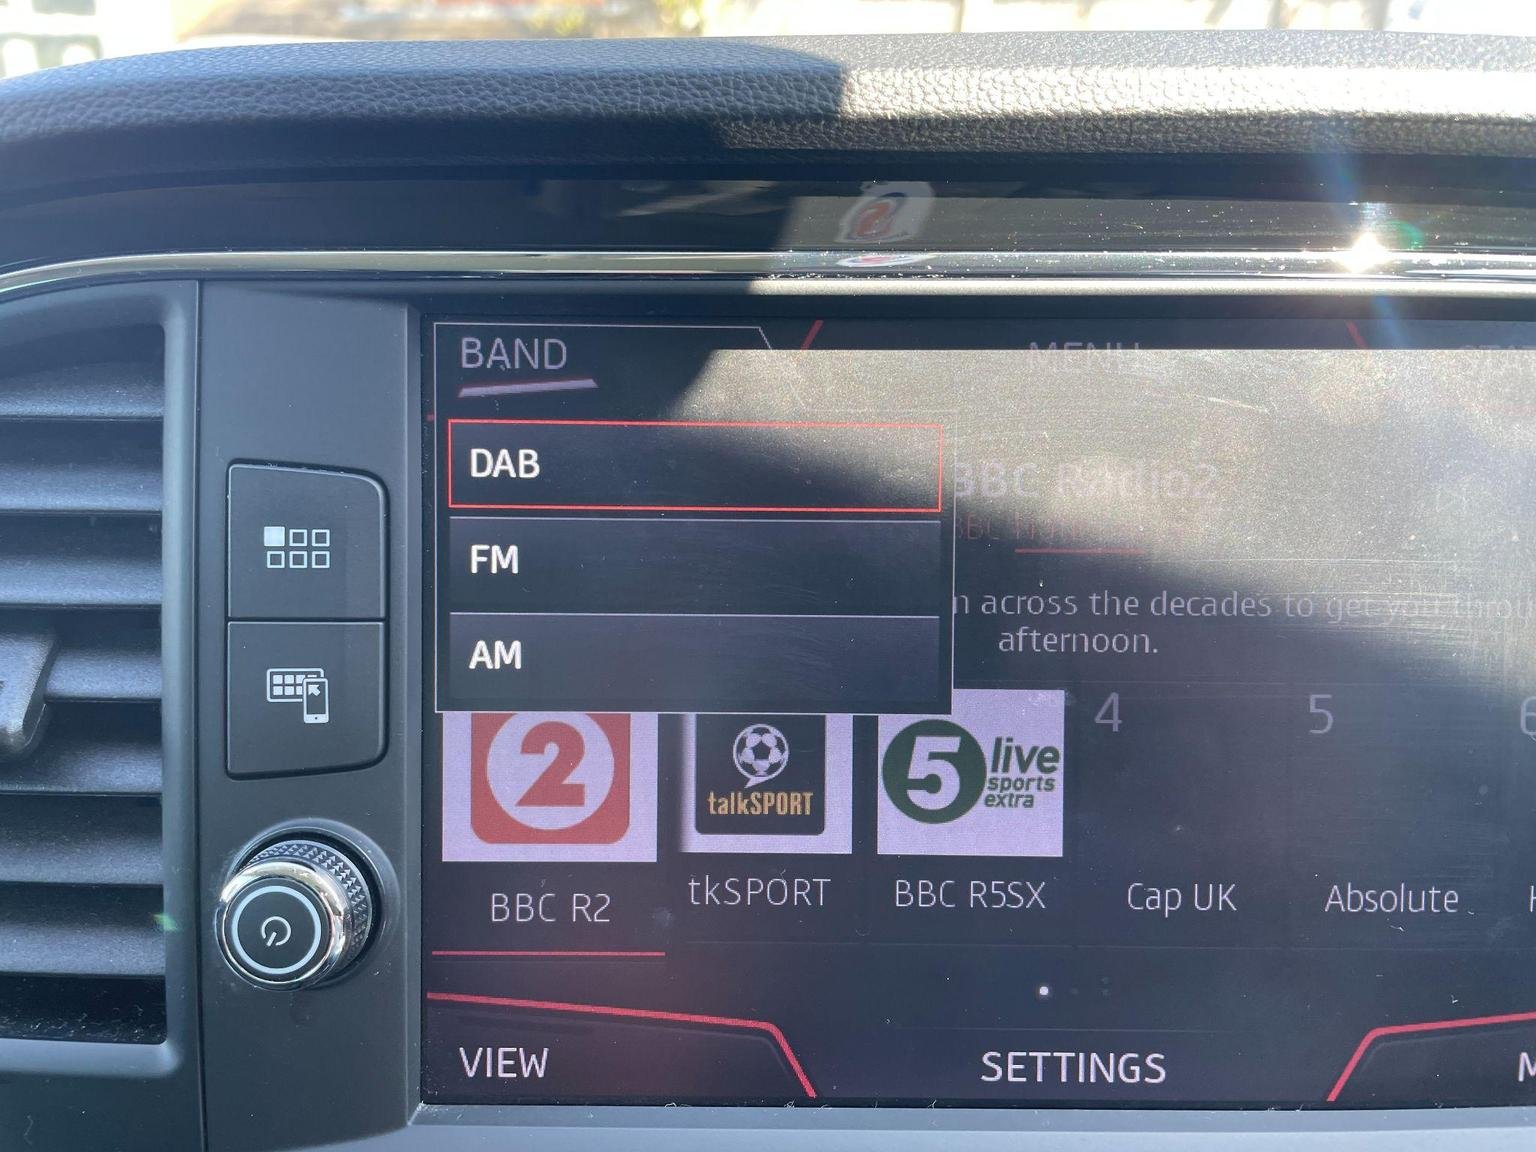 BAND
MENU
DAB
FM
AM
BBC Radio2
BBC
across the decades to get you
afternoon.
2
talkSPORT
5 live
sports
extra
4
5
BBC R2
tkSPORT
BBC R5SX
Cap UK
Absolute
VIEW
SETTINGS